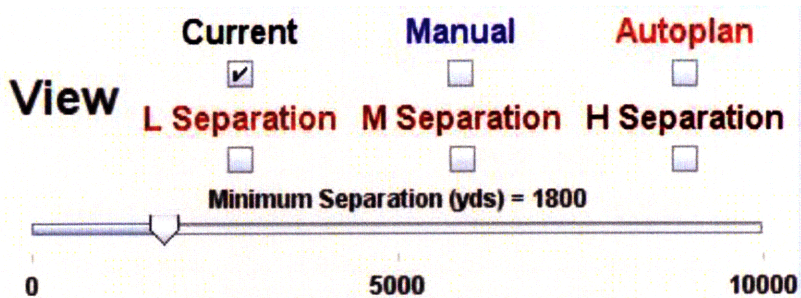 Current Manual Autoplan
View
L Separation M Separation H Separation
Minimum Separation (yds) = 1800
0 5000 10000